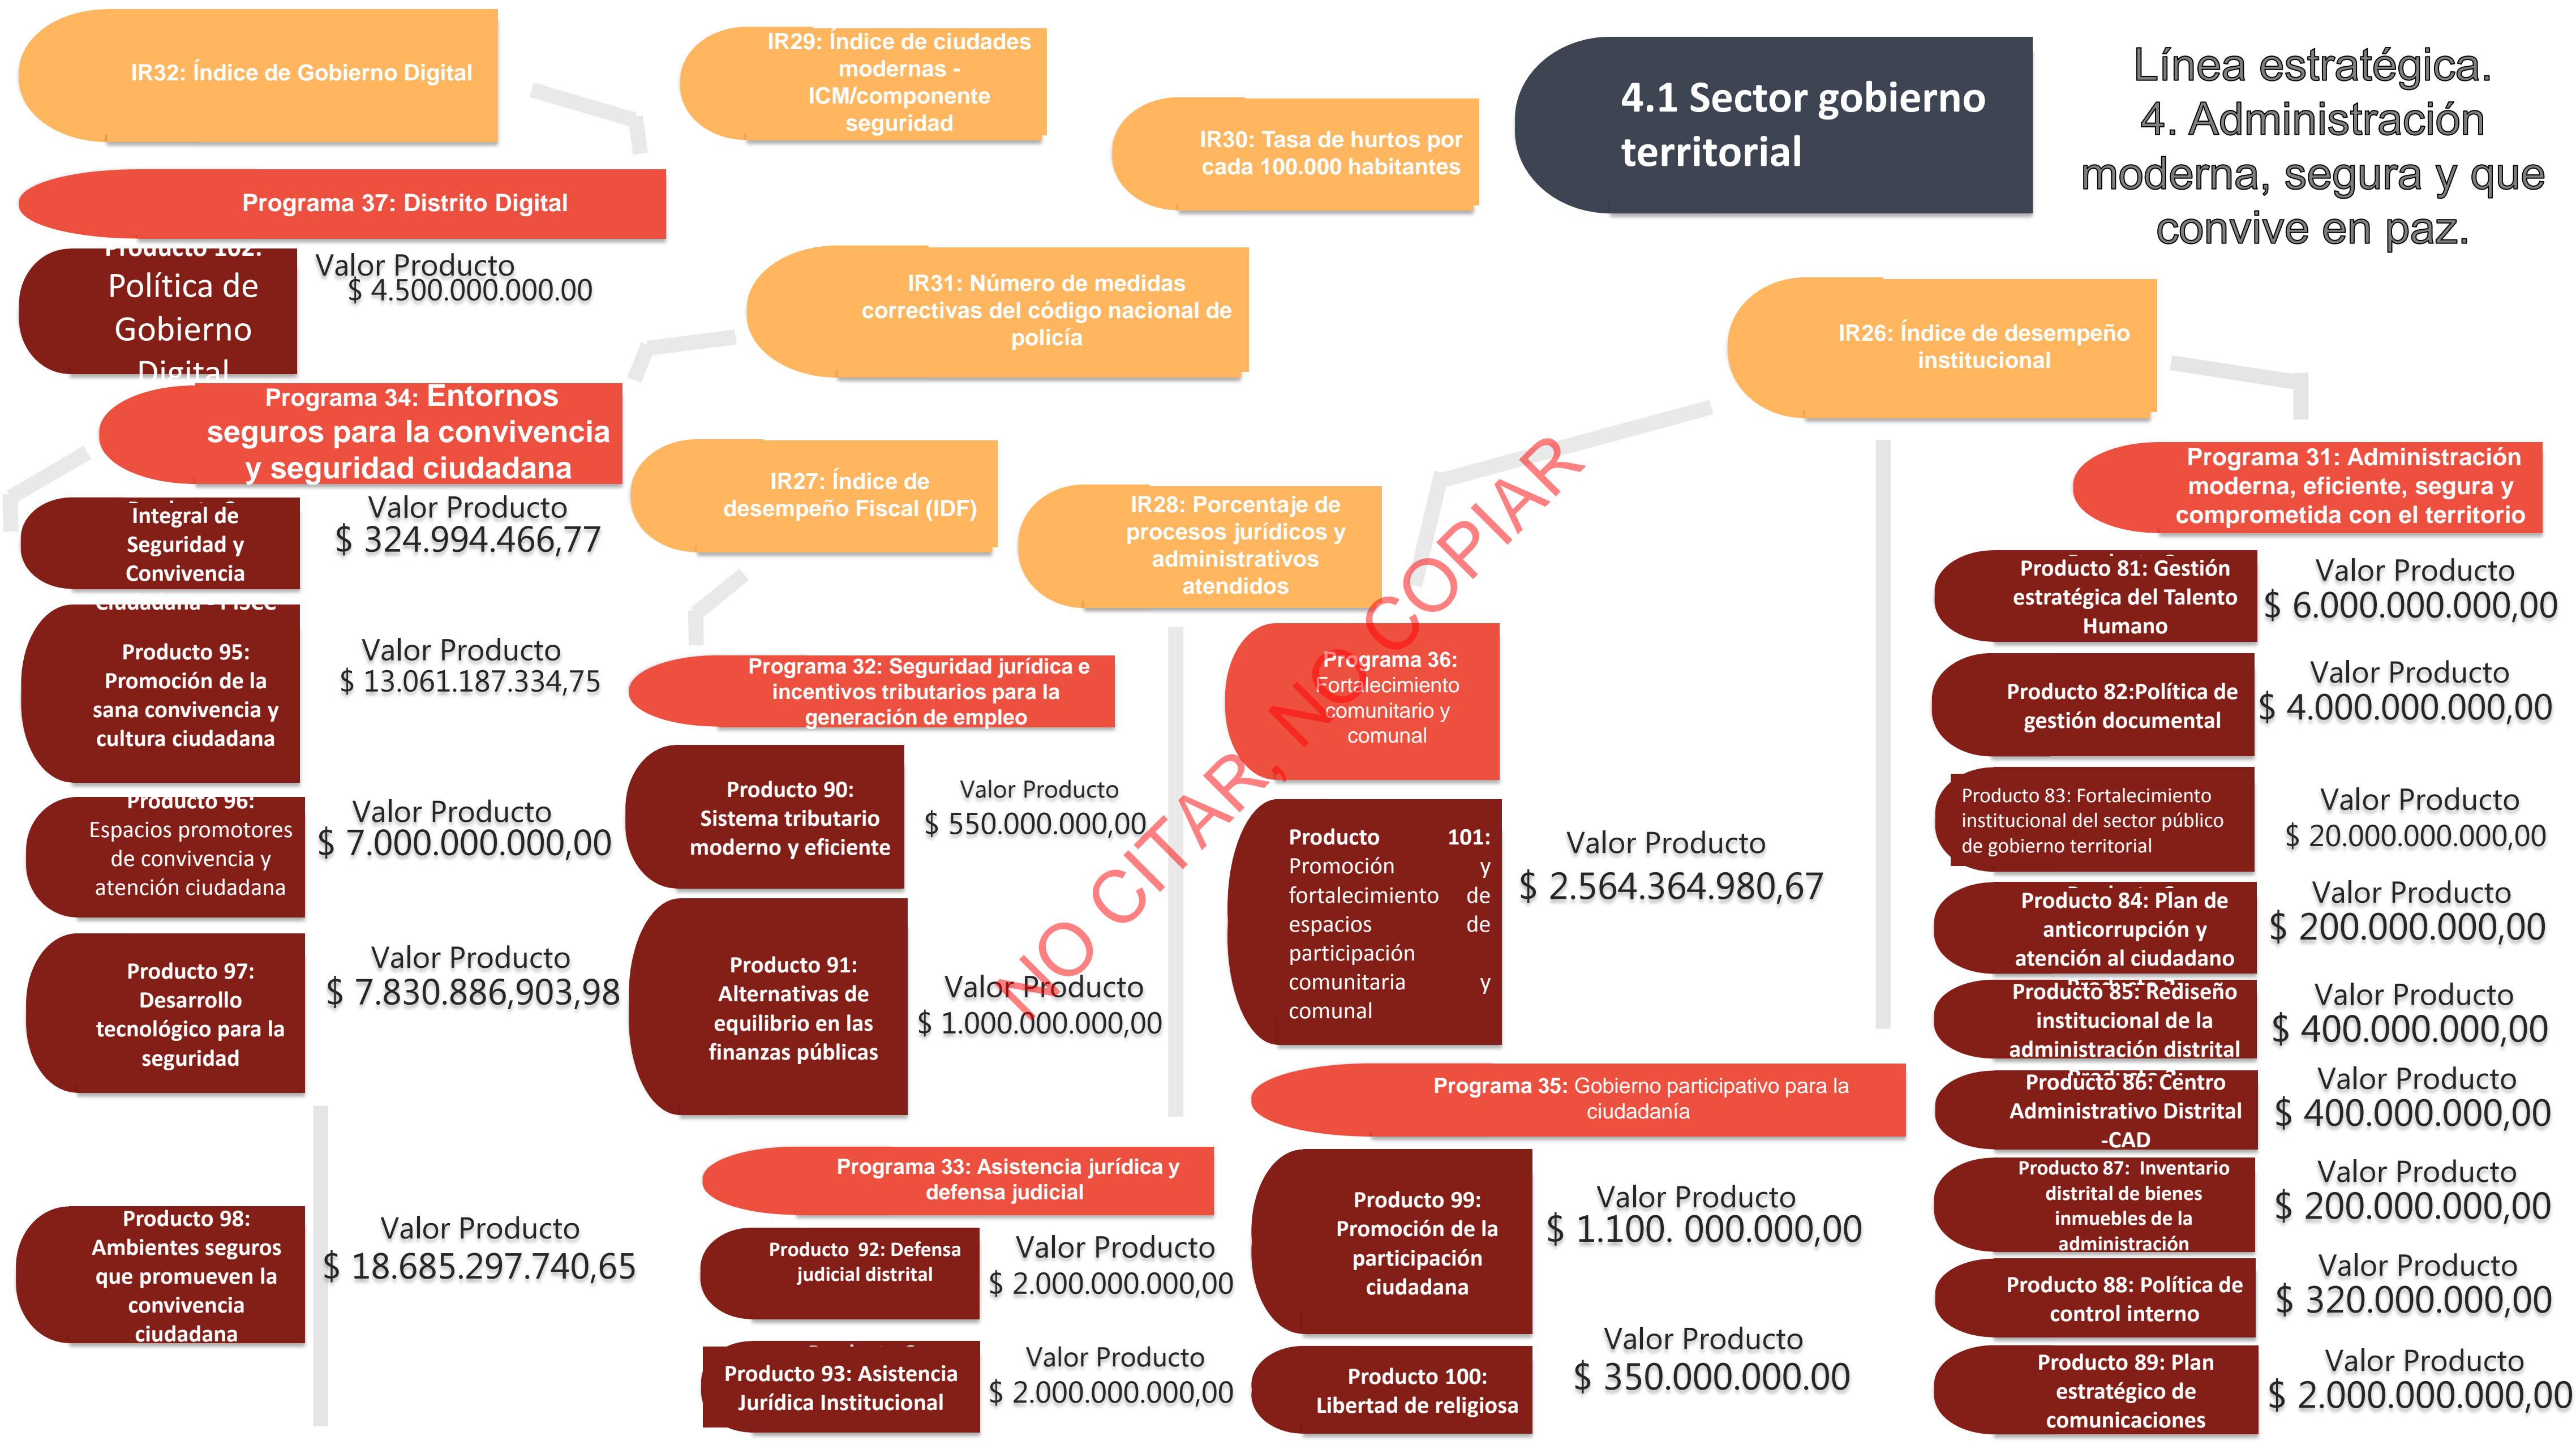 Línea estratégica.
4. Administración
moderna, segura y que
convive en paz.
4.1 Sector gobierno
territorial
IR32: Índice de Gobierno Digital
IR29: Índice de ciudades
modernas -
ICM/componente
seguridad
IR30: Tasa de hurtos por
cada 100.000 habitantes
Programa 37: Distrito Digital
Producto 102:
Política de
Gobierno
Digital
Valor Producto
$ 4.500.000.000.00
IR31: Número de medidas
correctivas del código nacional de
policía
IR26: Índice de desempeño
institucional
Programa 34: Entornos
seguros para la convivencia
y seguridad ciudadana
Integral de
Seguridad y
Convivencia
Ciudadana - PISCC
Valor Producto
$ 324.994.466,77
Producto 95:
Promoción de la
sana convivencia y
cultura ciudadana
Valor Producto
$ 13.061.187.334,75
Producto 96:
Espacios promotores
de convivencia y
atención ciudadana
Valor Producto
$ 7.000.000.000,00
Producto 97:
Desarrollo
tecnológico para la
seguridad
Valor Producto
$ 7.830.886,903,98
Producto 98:
Ambientes seguros
que promueven la
convivencia
ciudadana
Valor Producto
$ 18.685.297.740,65
IR27: Índice de
desempeño Fiscal (IDF)
IR28: Porcentaje de
procesos jurídicos y
administrativos
atendidos
Programa 32: Seguridad jurídica e
incentivos tributarios para la
generación de empleo
Producto 90:
Sistema tributario
moderno y eficiente
Valor Producto
$ 550.000.000,00
Producto 91:
Alternativas de
equilibrio en las
finanzas públicas
Valor Producto
$ 1.000.000.000,00
Programa 33: Asistencia jurídica y
defensa judicial
Producto 92: Defensa
judicial distrital
Valor Producto
$ 2.000.000.000,00
Producto 93: Asistencia
Jurídica Institucional
Valor Producto
$ 2.000.000.000,00
Programa 36:
Fortalecimiento
comunitario y
comunal
Producto 101:
Promoción y
fortalecimiento de
espacios de
participación
comunitaria y
comunal
Valor Producto
$ 2.564.364.980,67
Programa 35: Gobierno participativo para la
ciudadanía
Producto 99:
Promoción de la
participación
ciudadana
Valor Producto
$ 1.100. 000.000,00
Producto 100:
Libertad de religiosa
Valor Producto
$ 350.000.000.00
Programa 31: Administración
moderna, eficiente, segura y
comprometida con el territorio
Producto 81: Gestión
estratégica del Talento
Humano
Valor Producto
$ 6.000.000.000,00
Producto 82:Política de
gestión documental
Valor Producto
$ 4.000.000.000,00
Producto 83: Fortalecimiento
institucional del sector público
de gobierno territorial
Valor Producto
$ 20.000.000.000,00
Producto 84: Plan de
anticorrupción y
atención al ciudadano
Valor Producto
$ 200.000.000,00
Producto 85: Rediseño
institucional de la
administración distrital
Valor Producto
$ 400.000.000,00
Producto 86: Centro
Administrativo Distrital
-CAD
Valor Producto
$ 400.000.000,00
Producto 87: Inventario
distrital de bienes
inmuebles de la
administración
Valor Producto
$ 200.000.000,00
Producto 88: Política de
control interno
Valor Producto
$ 320.000.000,00
Producto 89: Plan
estratégico de
comunicaciones
Valor Producto
$ 2.000.000.000,00
NO CITAR, NO COPIAR